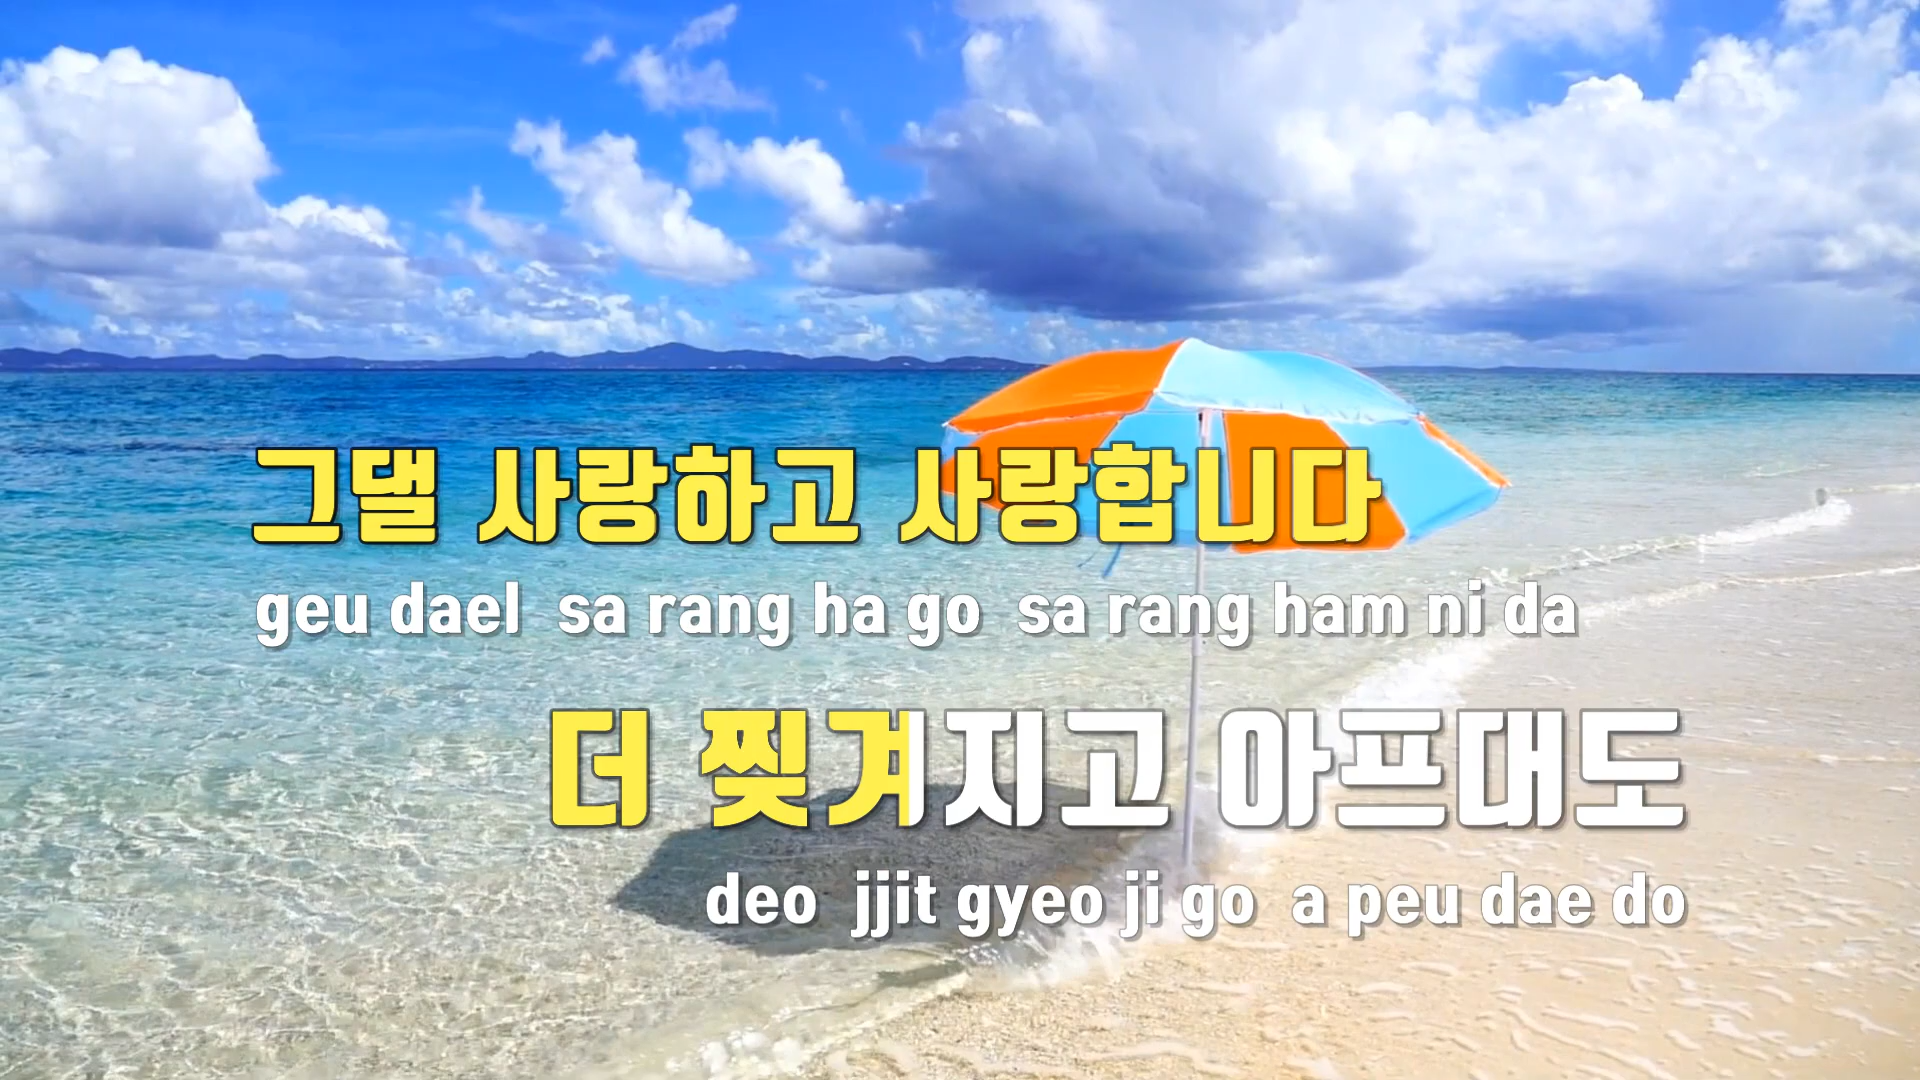 그댈 사랑하고 사랑합니다
geu dael sa rang ha go sa rang ham ni da
더 찢겨지고 아프대도
deo jjit gyeo ji go a peu dae do